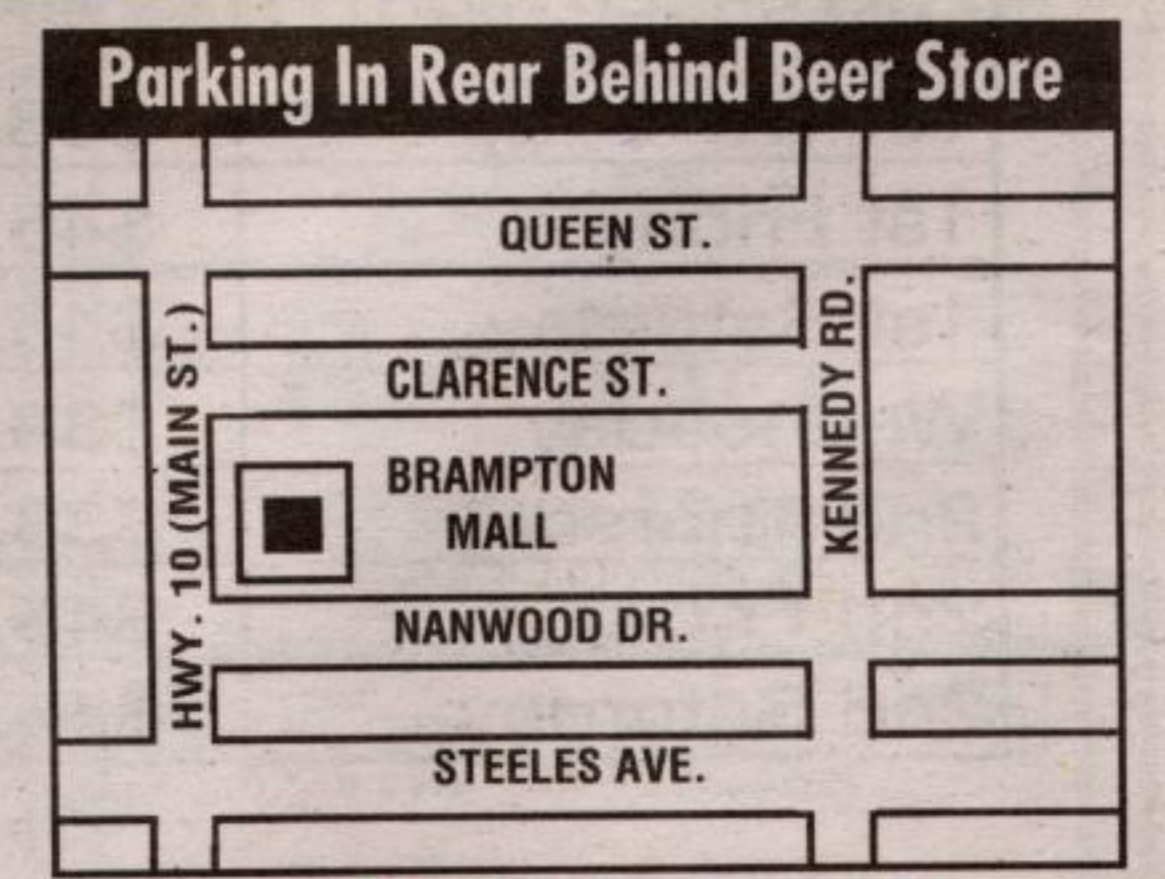 Parking In Rear Behind Beer Store
QUEEN ST.
HWY. 10 (MAIN ST.)
CLARENCE ST.
KENNEDY RD.
BRAMPTON
MALL
NANWOOD DR.
STEELES AVE.